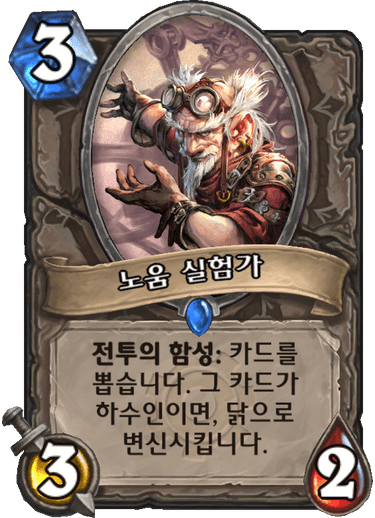 3
노움 실험가
전투의 함성: 카드를
뽑습니다. 그 카드가
하수인이면, 닭으로
변신시킵니다.
3
2